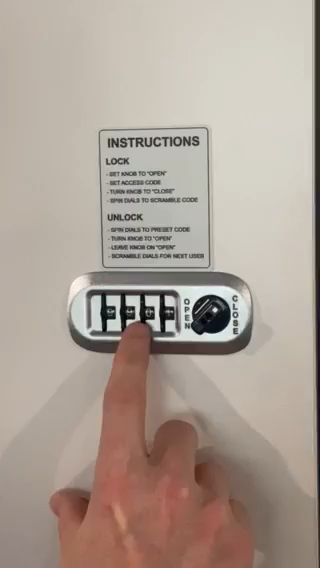 INSTRUCTIONS
LOCK
- SET KNOB TO "OPEN"
- SET ACCESS CODE
- TURN KNOB TO "CLOSE"
- SPIN DIALS TO SCRAMBLE CODE
UNLOCK
- SPIN DIALS TO PRESET CODE
- TURN KNOB TO "OPEN"
- LEAVE KNOB ON "OPEN"
- SCRAMBLE DIALS FOR NEXT USER
OPEN
CLOSE